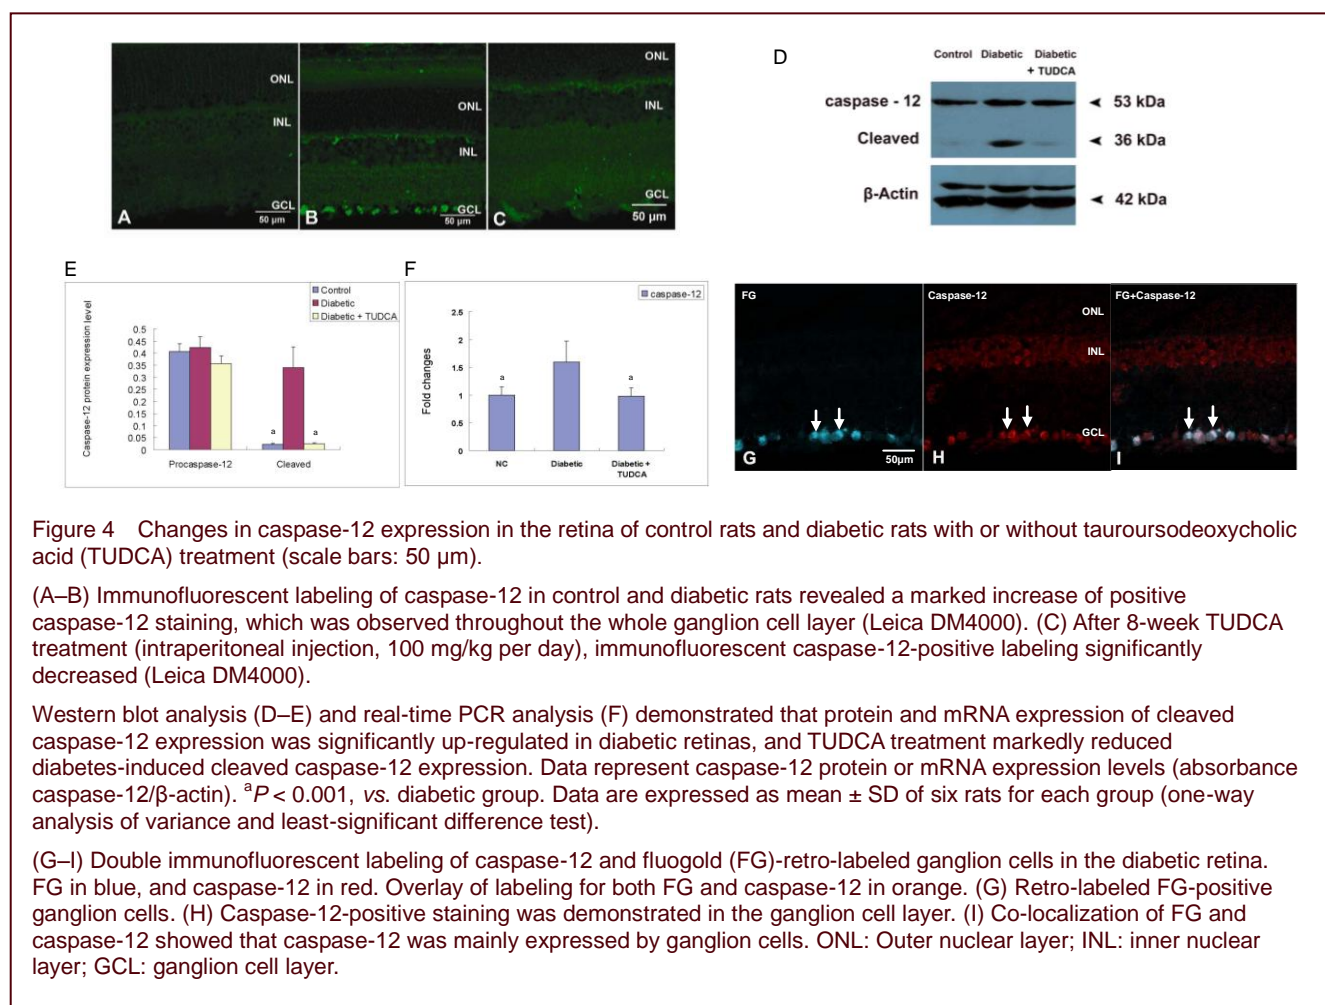 ONL
INL
GCL
50 µm
A
ONL
INL
GCL
50 µm
B
ONL
INL
GCL
50 µm
C
D
Control Diabetic Diabetic
+ TUDCA
caspase - 12 53 kDa
Cleaved 36 kDa
β-Actin 42 kDa
E
Control
Diabetic
Diabetic + TUDCA
Caspase-12 protein expression level
0.5
0.45
0.4
0.35
0.3
0.25
0.2
0.15
0.1
0.05
0
a a
Procaspase-12 Cleaved
F
caspase-12
Fold changes
2.5
2
1.5
1
0.5
0
a a
NC Diabetic Diabetic +
TUDCA
FG
G
50µm
Caspase-12
ONL
INL
GCL
H
FG+Caspase-12
I
Figure 4 Changes in caspase-12 expression in the retina of control rats and diabetic rats with or without tauroursodeoxycholic
acid (TUDCA) treatment (scale bars: 50 µm).
(A–B) Immunofluorescent labeling of caspase-12 in control and diabetic rats revealed a marked increase of positive
caspase-12 staining, which was observed throughout the whole ganglion cell layer (Leica DM4000). (C) After 8-week TUDCA
treatment (intraperitoneal injection, 100 mg/kg per day), immunofluorescent caspase-12-positive labeling significantly
decreased (Leica DM4000).
Western blot analysis (D–E) and real-time PCR analysis (F) demonstrated that protein and mRNA expression of cleaved
caspase-12 expression was significantly up-regulated in diabetic retinas, and TUDCA treatment markedly reduced
diabetes-induced cleaved caspase-12 expression. Data represent caspase-12 protein or mRNA expression levels (absorbance
caspase-12/β-actin). aP < 0.001, vs. diabetic group. Data are expressed as mean ± SD of six rats for each group (one-way
analysis of variance and least-significant difference test).
(G–I) Double immunofluorescent labeling of caspase-12 and fluogold (FG)-retro-labeled ganglion cells in the diabetic retina.
FG in blue, and caspase-12 in red. Overlay of labeling for both FG and caspase-12 in orange. (G) Retro-labeled FG-positive
ganglion cells. (H) Caspase-12-positive staining was demonstrated in the ganglion cell layer. (I) Co-localization of FG and
caspase-12 showed that caspase-12 was mainly expressed by ganglion cells. ONL: Outer nuclear layer; INL: inner nuclear
layer; GCL: ganglion cell layer.